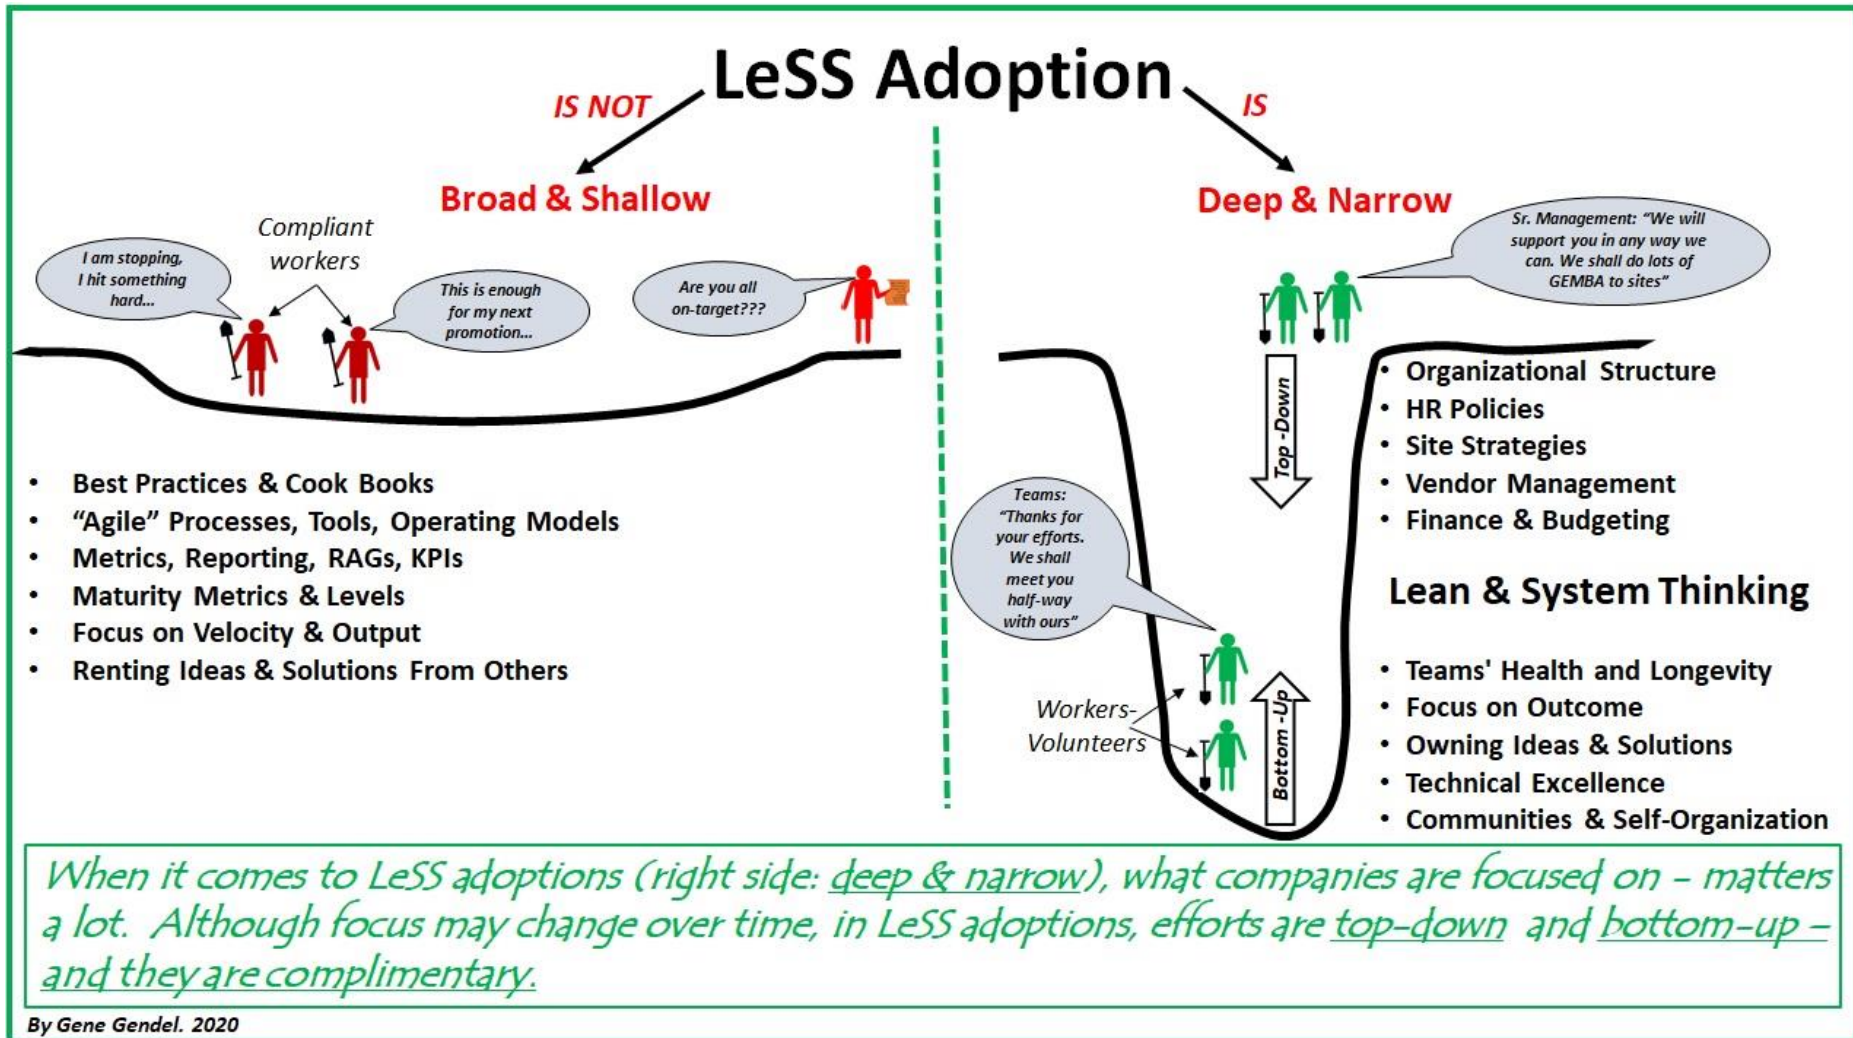 LeSS Adoption
IS NOT
IS
Broad & Shallow
Deep & Narrow
Compliant
workers
I am stopping,
I hit something
hard...
This is enough
for my next
promotion...
Are you all
on-target???
Sr. Management: “We will
support you in any way we
can. We shall do lots of
GEMBA to sites”
• Best Practices & Cook Books
• “Agile” Processes, Tools, Operating Models
• Metrics, Reporting, RAGs, KPIs
• Maturity Metrics & Levels
• Focus on Velocity & Output
• Renting Ideas & Solutions From Others
Top -Down
• Organizational Structure
• HR Policies
• Site Strategies
• Vendor Management
• Finance & Budgeting
Teams:
“Thanks for
your efforts.
We shall
meet you
half-way
with ours”
Lean & System Thinking
Workers-
Volunteers
Bottom -Up
• Teams' Health and Longevity
• Focus on Outcome
• Owning Ideas & Solutions
• Technical Excellence
• Communities & Self-Organization
When it comes to LeSS adoptions (right side: deep & narrow), what companies are focused on – matters
a lot. Although focus may change over time, in LeSS adoptions, efforts are top-down and bottom-up –
and they are complimentary.
By Gene Gendel. 2020